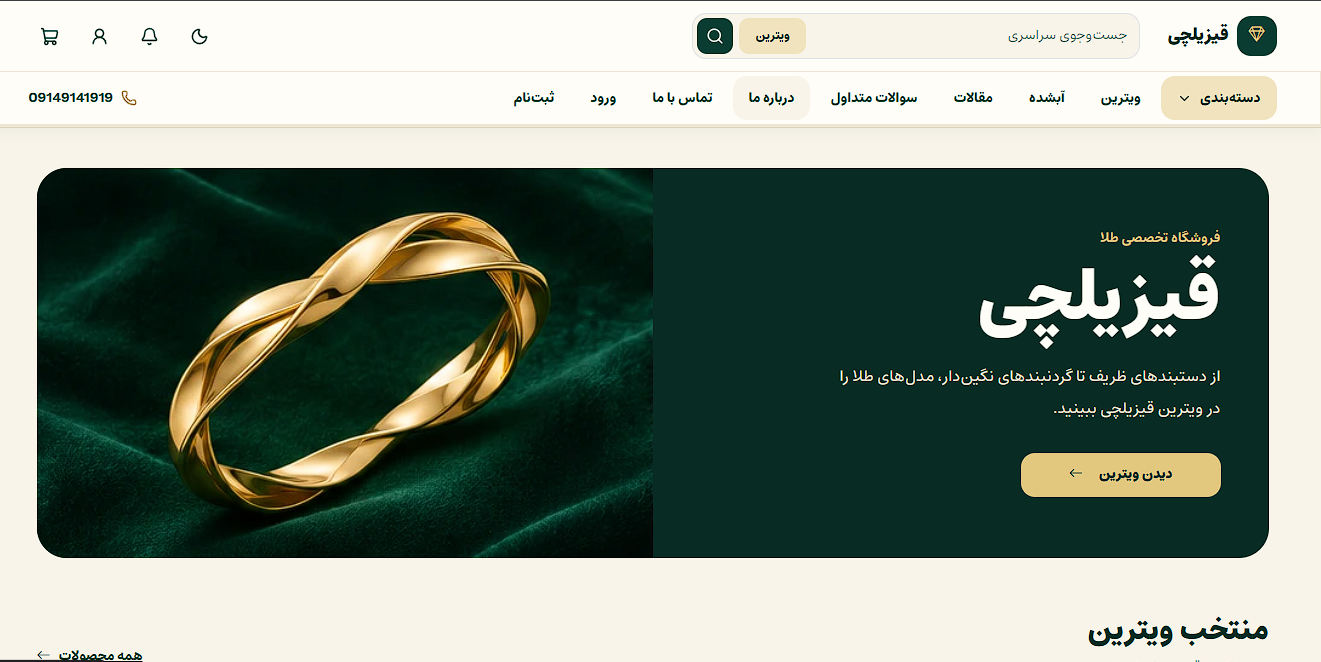 قیزیلچی
جست‌وجوی سراسری
ویترین
دسته‌بندی
ویترین
آبشده
مقالات
سوالات متداول
درباره ما
تماس با ما
ورود
ثبت‌نام
09149141919
فروشگاه تخصصی طلا
قیزیلچی
از دستبندهای ظریف تا گردنبندهای نگین‌دار، مدل‌های طلا را
در ویترین قیزیلچی ببینید.
دیدن ویترین
منتخب ویترین
همه محصولات